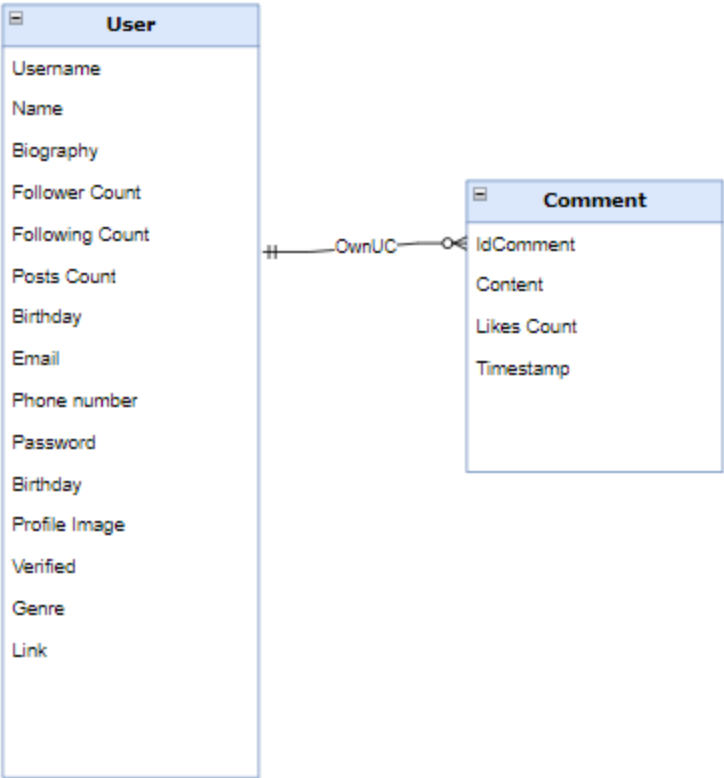 User
Username
Name
Biography
Follower Count
Following Count
Posts Count
Birthday
Email
Phone number
Password
Birthday
Profile Image
Verified
Genre
Link
OwnUC
Comment
IdComment
Content
Likes Count
Timestamp